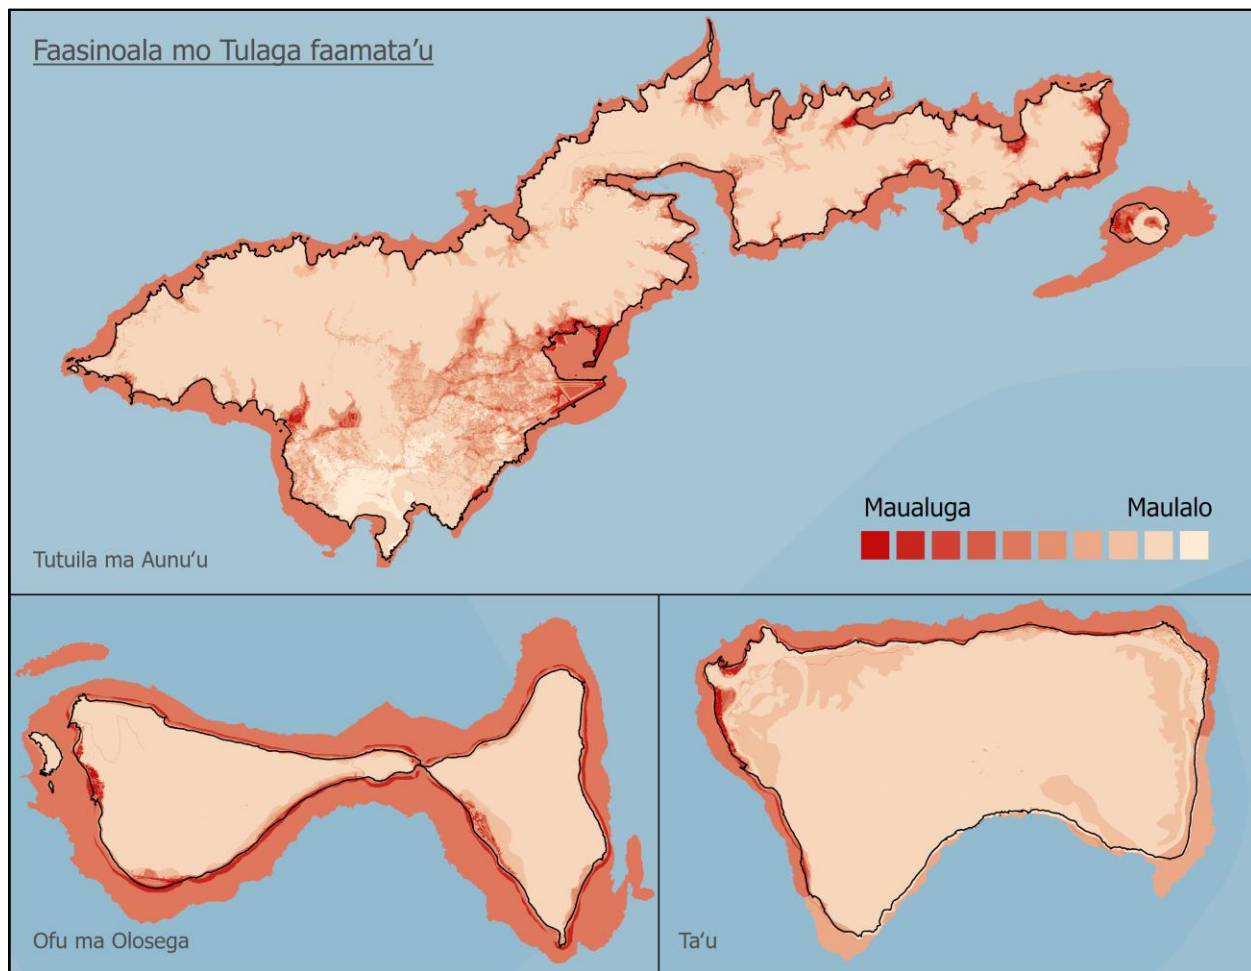 Faasinoala mo Tulaga faamata‘u
Maualuga Maulalo
Tutuila ma Aunu‘u
Ofu ma Olosega
Ta‘u